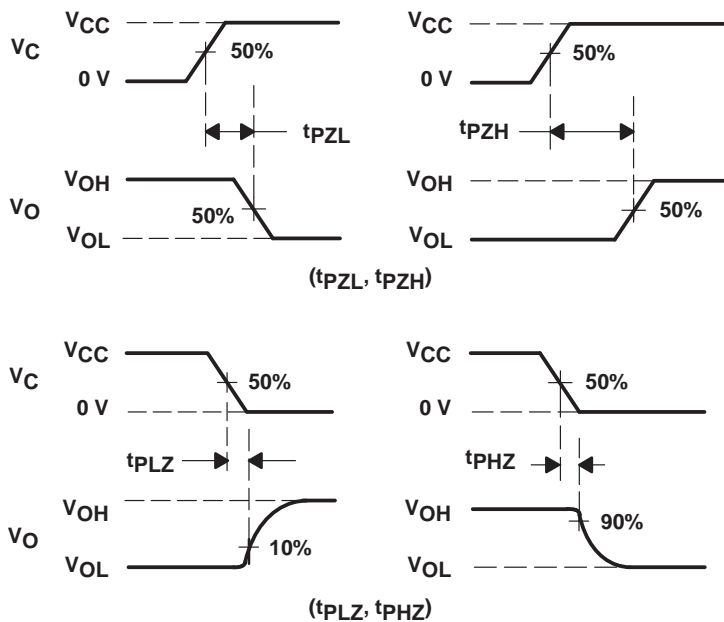 VCC
VC
50%
0 V
tPZL
VOH
VO
50%
VOL
VCC
50%
0 V
tPZH
VOH
50%
VOL
(tPZL, tPZH)
VCC
VC
50%
0 V
tPLZ
VOH
VO
10%
VOL
VCC
50%
0 V
tPHZ
VOH
90%
VOL
(tPLZ, tPHZ)